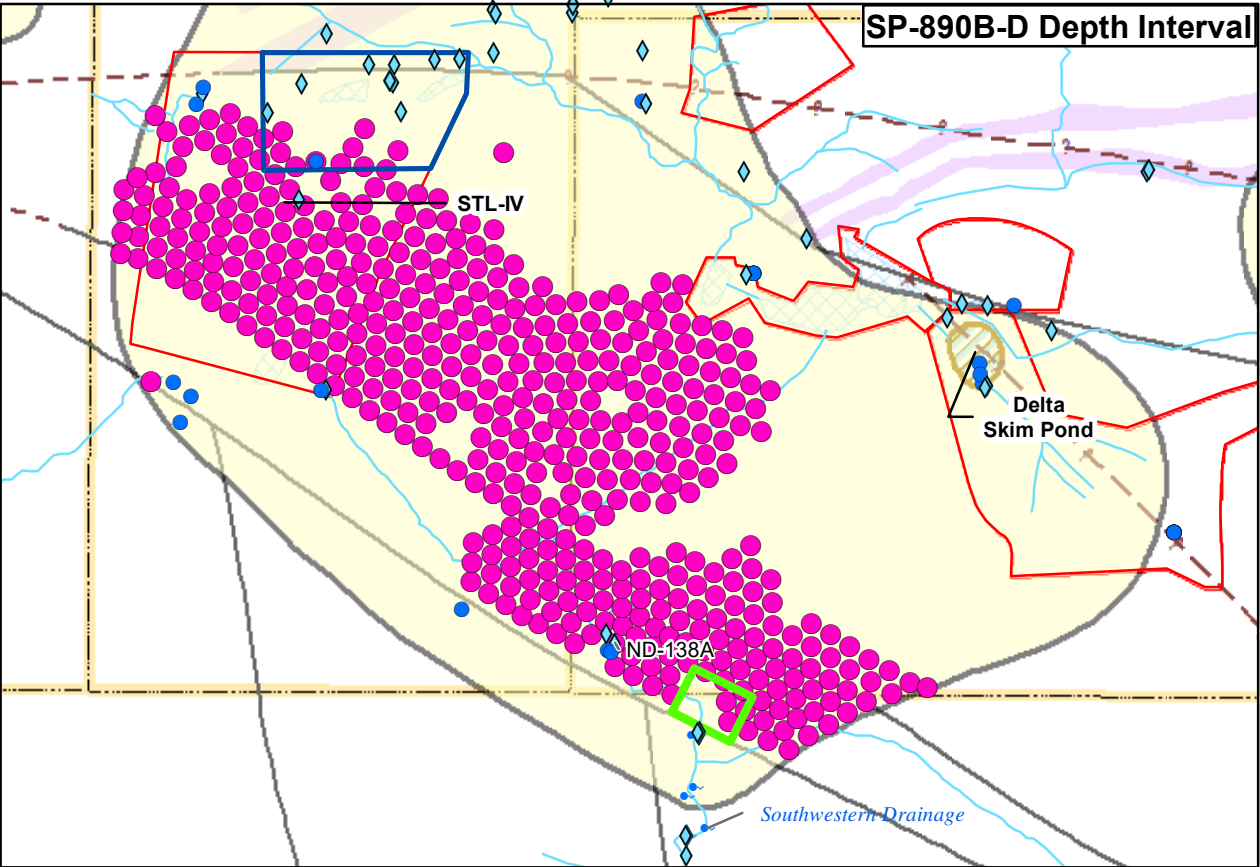 SP-890B-D Depth Interval
STL-IV
Delta
Skim Pond
ND-138A
Southwestern Drainage